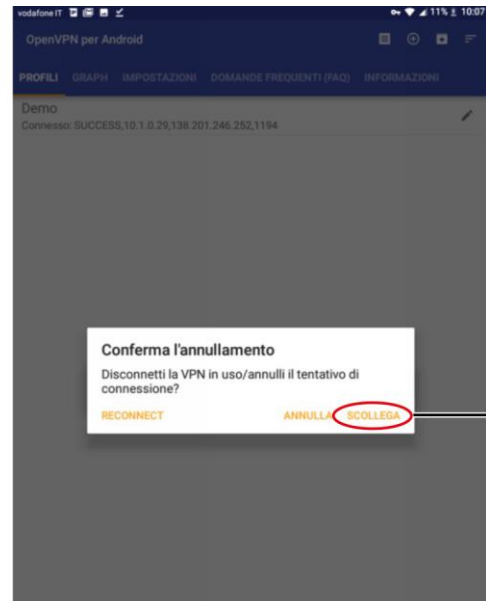 vodafone IT 11% 10:07
OpenVPN per Android
PROFILI GRAPH IMPOSTAZIONI DOMANDE FREQUENTI (FAQ) INFORMAZIONI
Demo
Connesso: SUCCESS,10.1.0.29,138.201.246.252,1194
Conferma l'annullamento
Disconnetti la VPN in uso/annulli il tentativo di
connessione?
RECONNECT ANNULLA SCOLLEGA